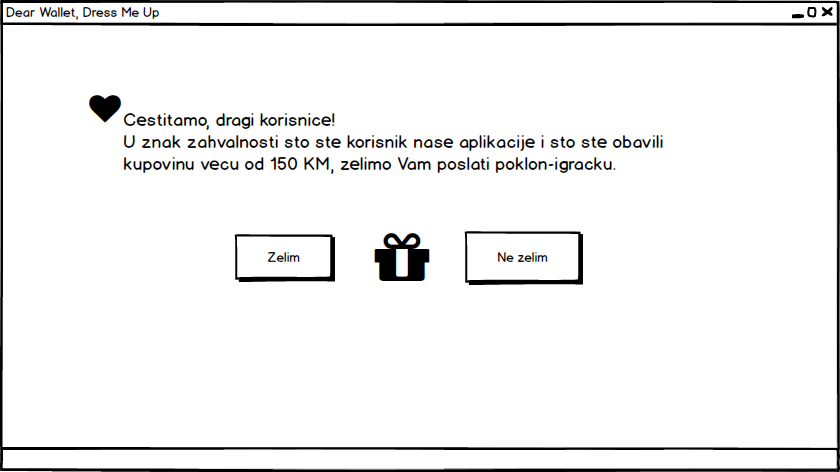 Dear Wallet, Dress Me Up
Cestitamo, dragi korisnice!
U znak zahvalnosti sto ste korisnik nase aplikacije i sto ste obavili
kupovinu vecu od 150 KM, zelimo Vam poslati poklon-igracku.
Zelim
Ne zelim